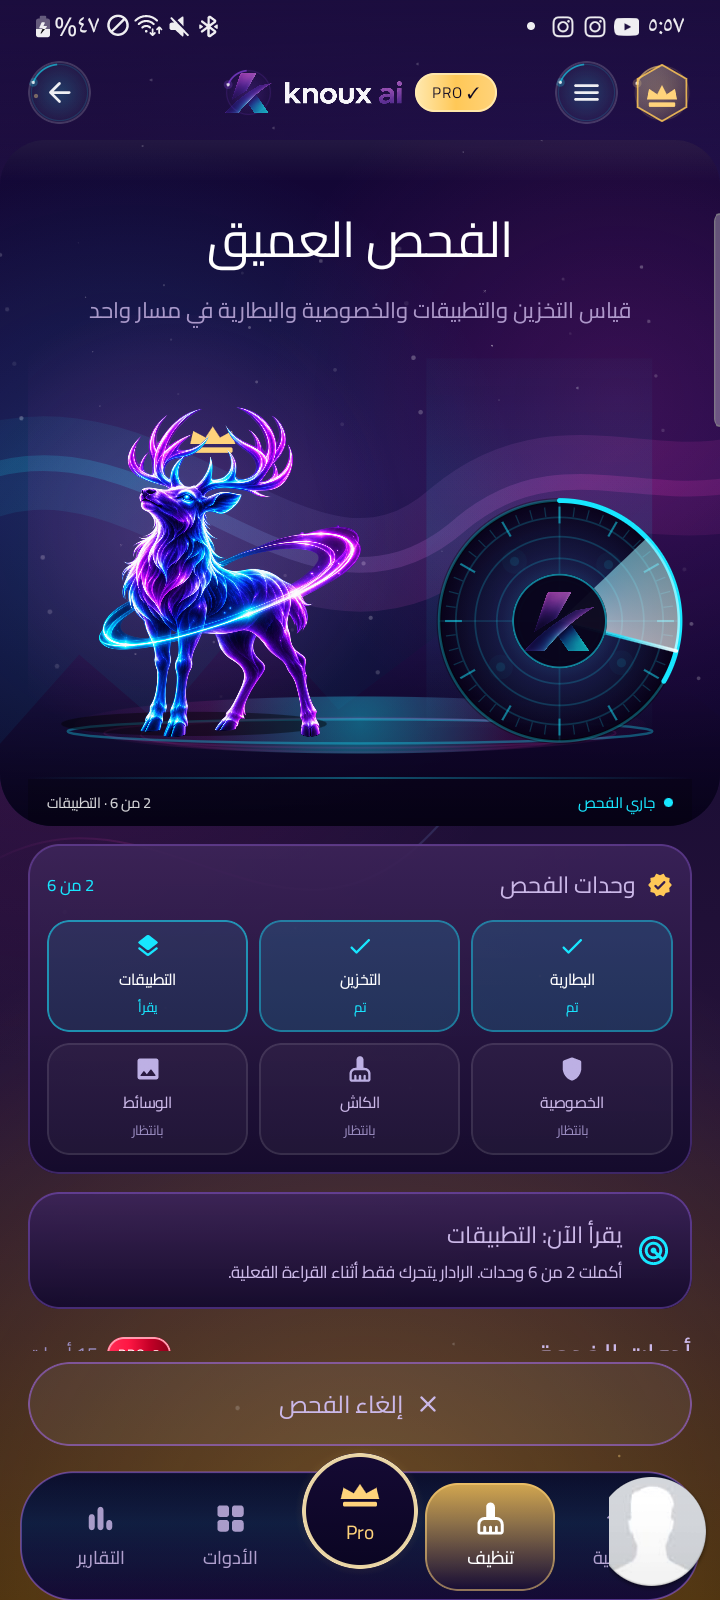 ٥:٥٧
%٤٧
knoux ai
PRO ✓
الفحص العميق
قياس التخزين والتطبيقات والخصوصية والبطارية في مسار واحد
جاري الفحص
2 من 6 · التطبيقات
وحدات الفحص
2 من 6
البطارية
تم
التخزين
تم
التطبيقات
يقرأ
الخصوصية
بانتظار
الكاش
بانتظار
الوسائط
بانتظار
يقرأ الآن: التطبيقات
أكملت 2 من 6 وحدات. الرادار يتحرك فقط أثناء القراءة الفعلية.
إلغاء الفحص
تنظيف
Pro
الأدوات
التقارير